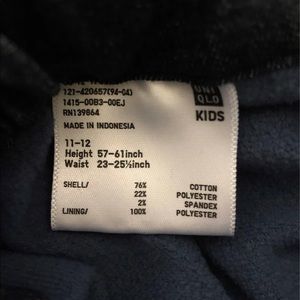 121-420657(94-04)
1415-00B3-00EJ
RN139864
MADE IN INDONESIA
UNI
QLO
KIDS
11-12
Height 57-61inch
Waist 23-25½inch
SHELL/ 76% COTTON
22% POLYESTER
2% SPANDEX
LINING/ 100% POLYESTER